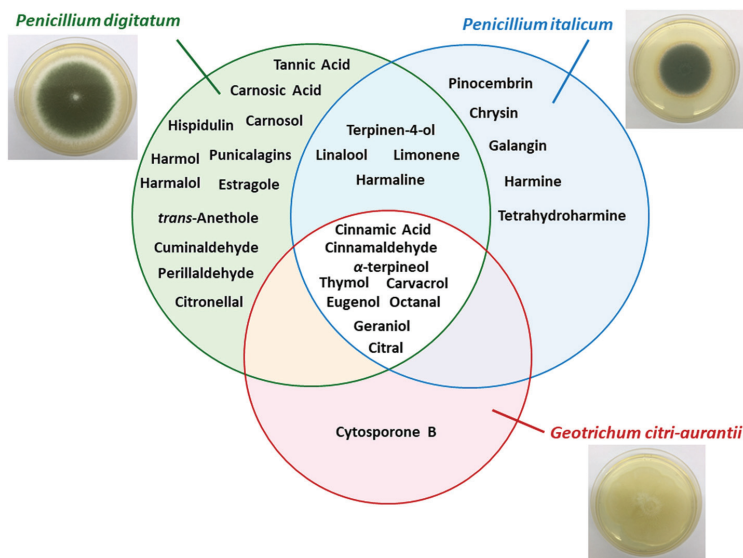 Penicillium digitatum
Penicillium italicum
Tannic Acid
Carnosic Acid
Hispidulin
Carnosol
Harmol
Punicalagins
Harmalol
Estragole
trans-Anethole
Cuminaldehyde
Perillaldehyde
Citronellal
Terpinen-4-ol
Linalool
Limonene
Harmaline
Pinocembrin
Chrysin
Galangin
Harmine
Tetrahydroharmine
Cinnamic Acid
Cinnamaldehyde
α-terpineol
Thymol
Carvacrol
Eugenol
Octanal
Geraniol
Citral
Cytosporone B
Geotrichum citri-aurantii